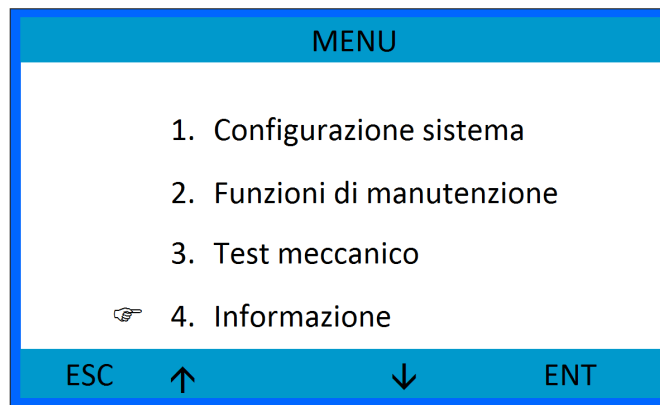 MENU
1. Configurazione sistema
2. Funzioni di manutenzione
3. Test meccanico
☞ 4. Informazione
ESC ↑ ↓ ENT